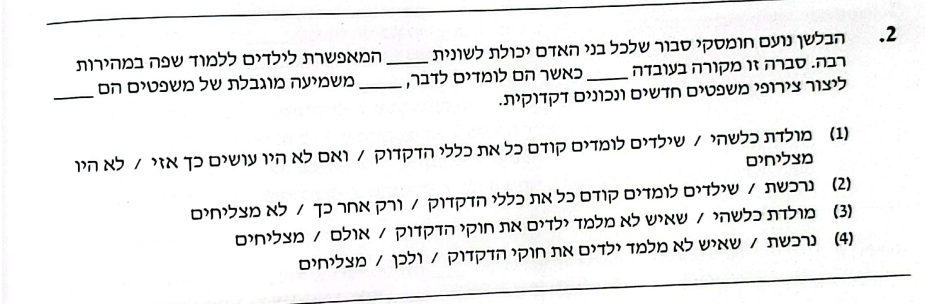 2. הבלשן נועם חומסקי סבור שלכל בני האדם יכולת לשונית ____ המאפשרת לילדים ללמוד שפה במהירות
רבה. סברה זו מקורה בעובדה ____ כאשר הם לומדים לדבר, ____ משמיעה מוגבלת של משפטים הם ____
ליצור צירופי משפטים חדשים ונכונים דקדוקית.
(1) מולדת כלשהי / שילדים לומדים קודם כל את כללי הדקדוק / ואם לא היו עושים כך אזי / לא היו
מצליחים
(2) נרכשת / שילדים לומדים קודם כל את כללי הדקדוק / ורק אחר כך / לא מצליחים
(3) מולדת כלשהי / שאיש לא מלמד ילדים את חוקי הדקדוק / אולם / מצליחים
(4) נרכשת / שאיש לא מלמד ילדים את חוקי הדקדוק / ולכן / מצליחים